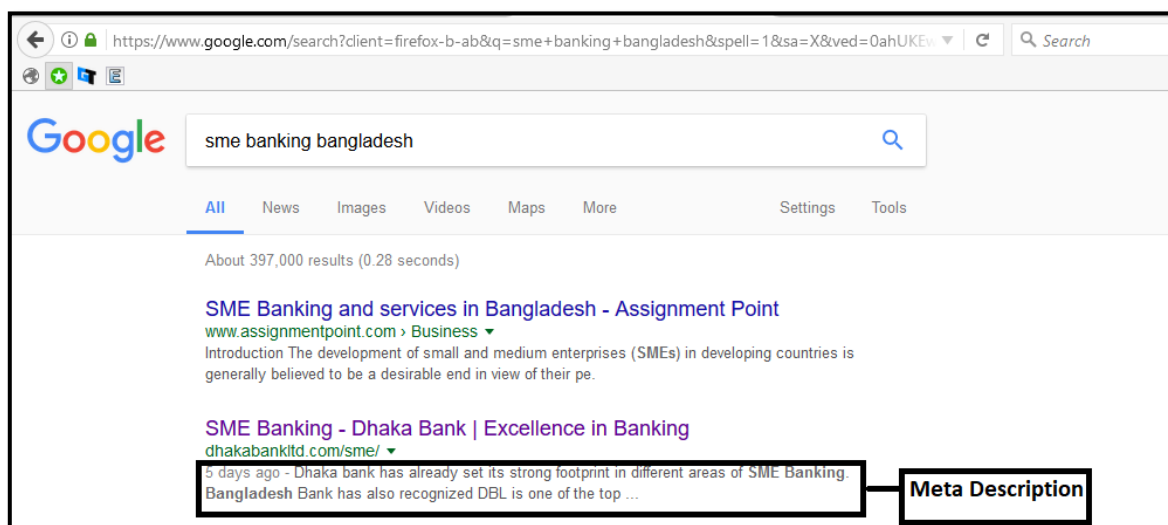 https://www.google.com/search?client=firefox-b-ab&q=sme+banking+bangladesh&spell=1&sa=X&ved=0ahUKEw
Search
Google
sme banking bangladesh
All News Images Videos Maps More Settings Tools
About 397,000 results (0.28 seconds)
SME Banking and services in Bangladesh - Assignment Point
www.assignmentpoint.com › Business
Introduction The development of small and medium enterprises (SMEs) in developing countries is
generally believed to be a desirable end in view of their pe.
SME Banking - Dhaka Bank | Excellence in Banking
dhakabankltd.com/sme/
5 days ago - Dhaka bank has already set its strong footprint in different areas of SME Banking.
Bangladesh Bank has also recognized DBL is one of the top ...
Meta Description